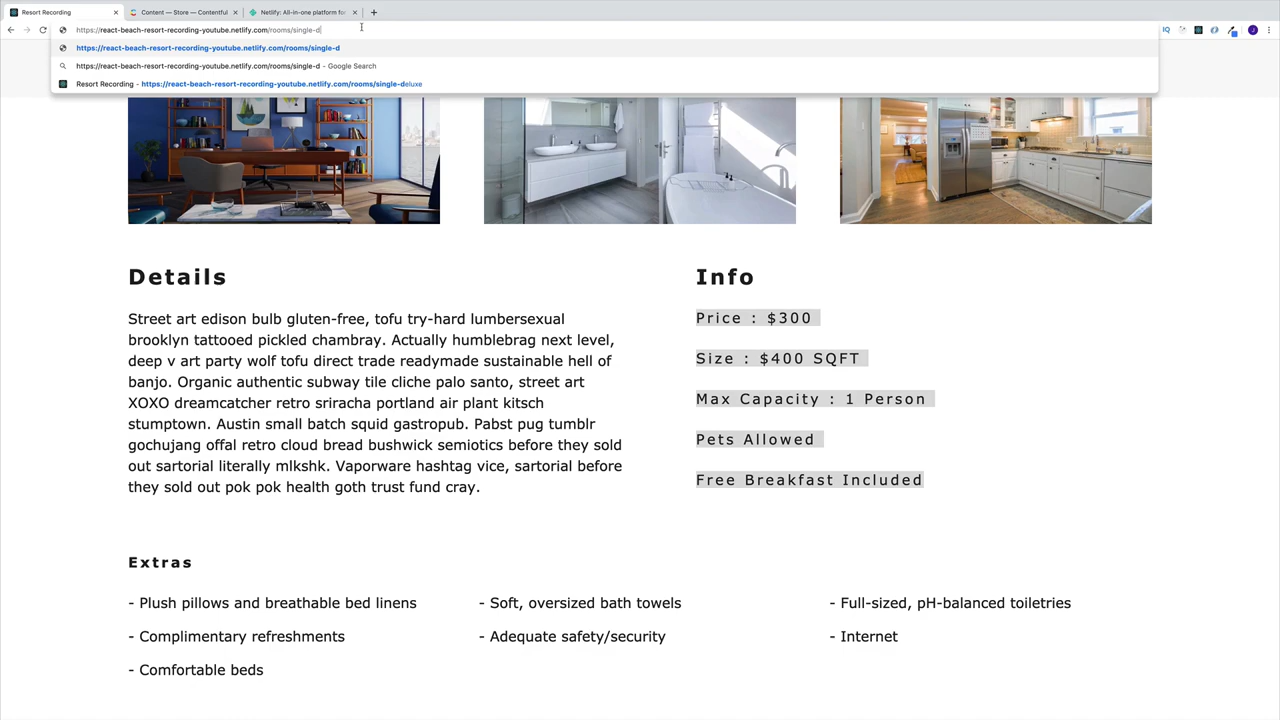 Resort Recording
Content — Store — Contentful
Netlify: All-in-one platform for
https://react-beach-resort-recording-youtube.netlify.com/rooms/single-d
https://react-beach-resort-recording-youtube.netlify.com/rooms/single-d
https://react-beach-resort-recording-youtube.netlify.com/rooms/single-d - Google Search
Resort Recording - https://react-beach-resort-recording-youtube.netlify.com/rooms/single-deluxe
IQ
J
Details
Street art edison bulb gluten-free, tofu try-hard lumbersexual
brooklyn tattooed pickled chambray. Actually humblebrag next level,
deep v art party wolf tofu direct trade readymade sustainable hell of
banjo. Organic authentic subway tile cliche palo santo, street art
XOXO dreamcatcher retro sriracha portland air plant kitsch
stumptown. Austin small batch squid gastropub. Pabst pug tumblr
gochujang offal retro cloud bread bushwick semiotics before they sold
out sartorial literally mlkshk. Vaporware hashtag vice, sartorial before
they sold out pok pok health goth trust fund cray.
Info
Price : $300
Size : $400 SQFT
Max Capacity : 1 Person
Pets Allowed
Free Breakfast Included
Extras
- Plush pillows and breathable bed linens
- Soft, oversized bath towels
- Full-sized, pH-balanced toiletries
- Complimentary refreshments
- Adequate safety/security
- Internet
- Comfortable beds